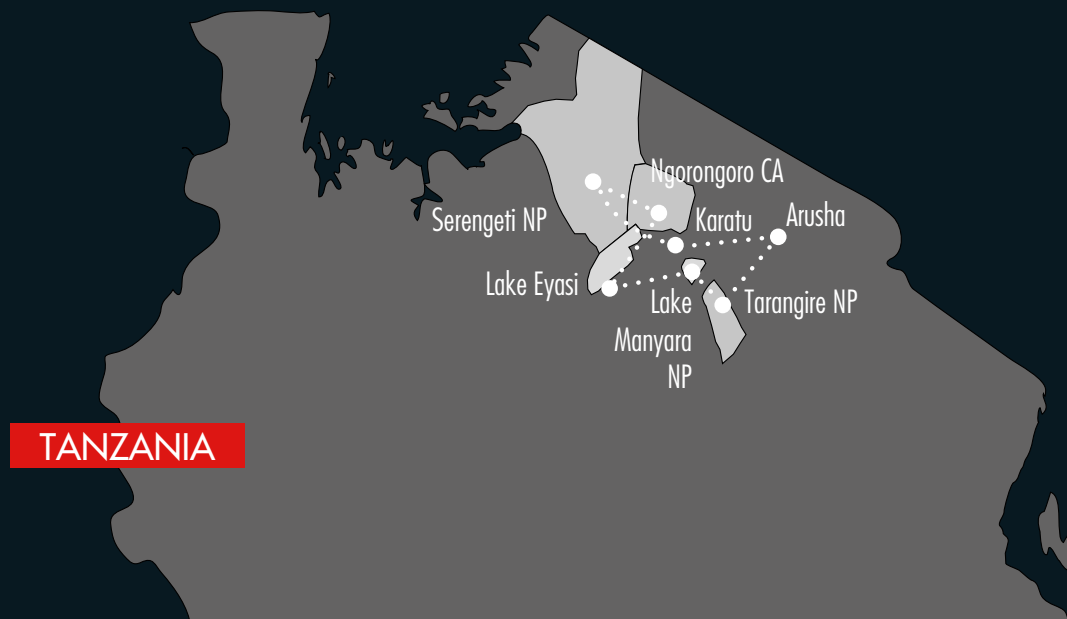 Ngorongoro CA
Serengeti NP
Karatu
Arusha
Lake Eyasi
Lake
Manyara
NP
Tarangire NP
TANZANIA